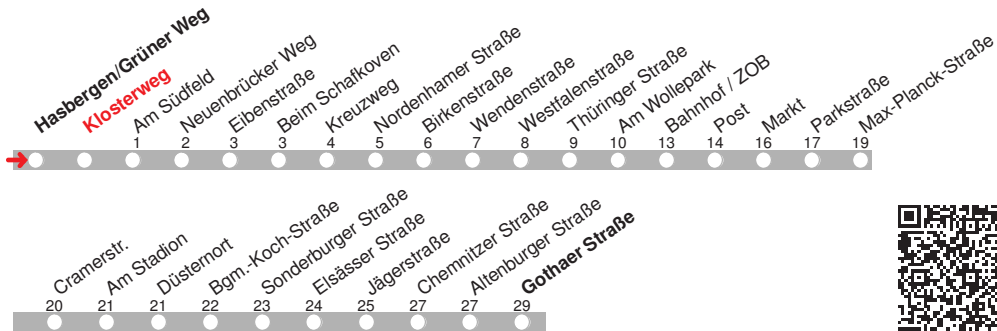 Hasbergen/Grüner Weg
Klosterweg
Am Südfeld
Neuenbrücker Weg
Eibenstraße
Beim Schafkoven
Kreuzweg
Nordenhamer Straße
Birkenstraße
Wendenstraße
Westfalenstraße
Thüringer Straße
Am Wollepark
Bahnhof / ZOB
Post
Markt
Parkstraße
Max-Planck-Straße
1 2 3 3 4 5 6 7 8 9 10 13 14 16 17 19
Cramerstr.
Am Stadion
Düsternort
Bgm.-Koch-Straße
Sonderburger Straße
Elsässer Straße
Jägerstraße
Chemnitzer Straße
Altenburger Straße
Gothaer Straße
20 21 21 22 23 24 25 27 27 29